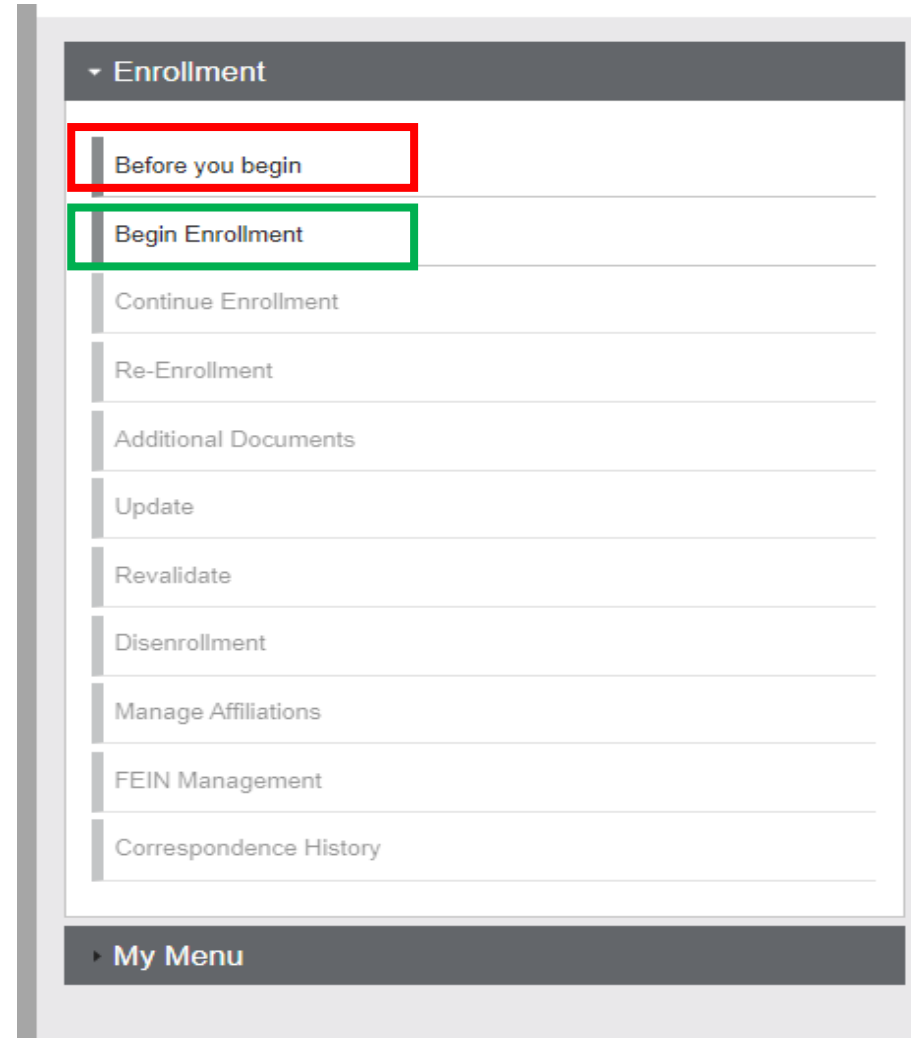 Enrollment
Before you begin
Begin Enrollment
Continue Enrollment
Re-Enrollment
Additional Documents
Update
Revalidate
Disenrollment
Manage Affiliations
FEIN Management
Correspondence History
My Menu